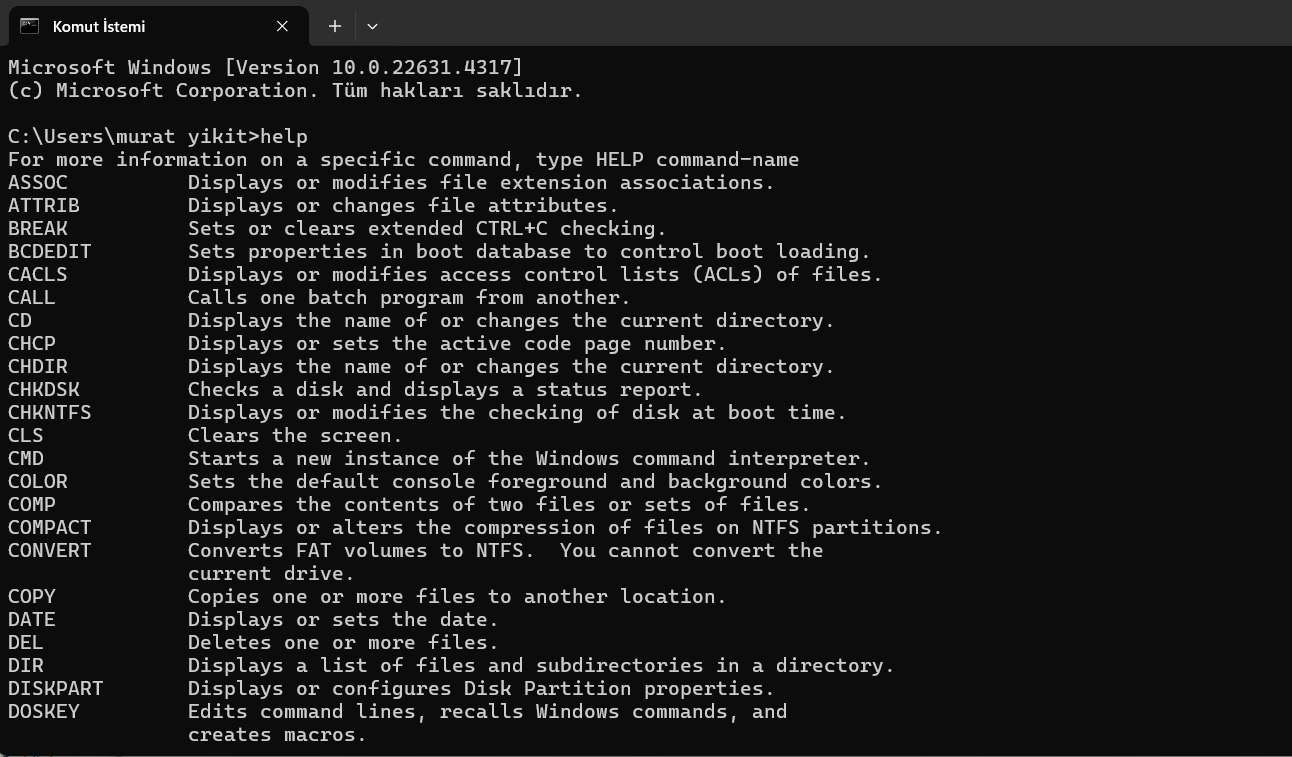 Komut İstemi
Microsoft Windows [Version 10.0.22631.4317]
(c) Microsoft Corporation. Tüm hakları saklıdır.
C:\Users\murat yikit>help
For more information on a specific command, type HELP command-name
ASSOC          Displays or modifies file extension associations.
ATTRIB         Displays or changes file attributes.
BREAK          Sets or clears extended CTRL+C checking.
BCDEDIT        Sets properties in boot database to control boot loading.
CACLS          Displays or modifies access control lists (ACLs) of files.
CALL           Calls one batch program from another.
CD             Displays the name of or changes the current directory.
CHCP           Displays or sets the active code page number.
CHDIR          Displays the name of or changes the current directory.
CHKDSK         Checks a disk and displays a status report.
CHKNTFS        Displays or modifies the checking of disk at boot time.
CLS            Clears the screen.
CMD            Starts a new instance of the Windows command interpreter.
COLOR          Sets the default console foreground and background colors.
COMP           Compares the contents of two files or sets of files.
COMPACT        Displays or alters the compression of files on NTFS partitions.
CONVERT        Converts FAT volumes to NTFS.  You cannot convert the
               current drive.
COPY           Copies one or more files to another location.
DATE           Displays or sets the date.
DEL            Deletes one or more files.
DIR            Displays a list of files and subdirectories in a directory.
DISKPART       Displays or configures Disk Partition properties.
DOSKEY         Edits command lines, recalls Windows commands, and
               creates macros.